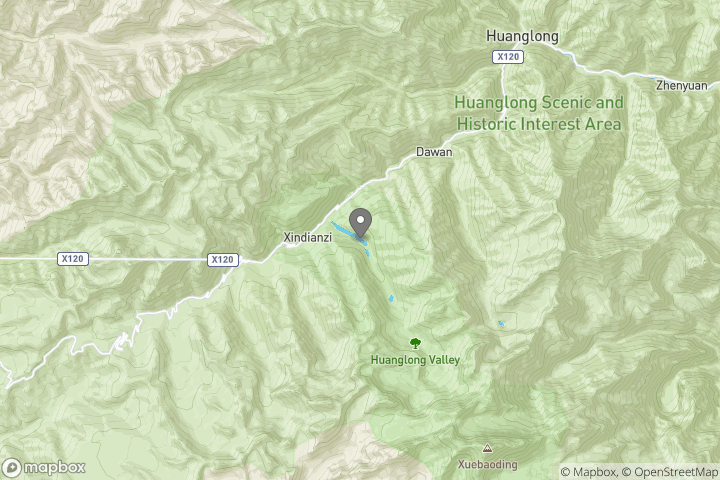 Huanglong
X120
Zhenyuan
Huanglong Scenic and
Historic Interest Area
Dawan
Xindianzi
X120
X120
Huanglong Valley
Xuebaoding
mapbox
© Mapbox, © OpenStreetMap